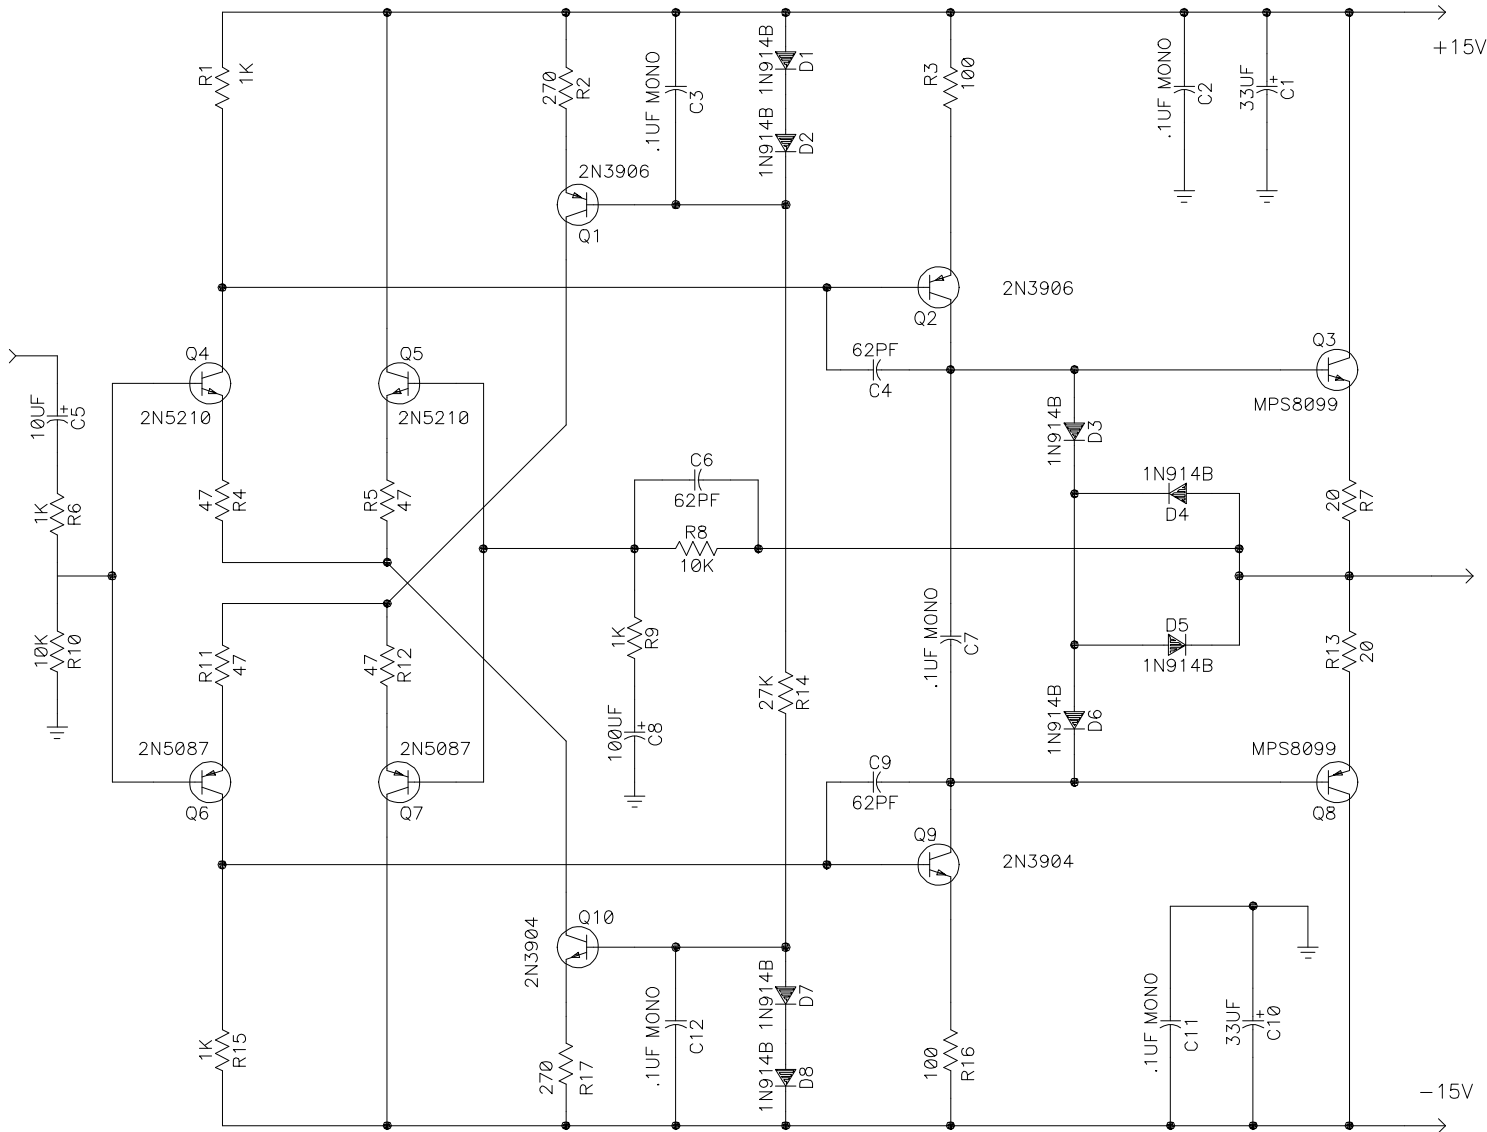 R1
1K
270
R2
.1UF MONO
C3
1N914B
D1
1N914B
D2
R3
100
.1UF MONO
C2
33UF
+
C1
+15V
2N3906
Q1
2N3906
Q2
Q4
2N5210
Q5
2N5210
62PF
C4
Q3
MPS8099
10UF
+
C5
1K
R6
47
R4
R5
47
C6
62PF
R8
10K
1N914B
D3
1N914B
D4
20
R7
10K
R10
R11
47
47
R12
1K
R9
.1UF MONO
C7
D5
1N914B
R13
20
27K
R14
100UF
+
C8
1N914B
D6
2N5087
Q6
2N5087
Q7
C9
62PF
MPS8099
Q8
Q9
2N3904
2N3904
Q10
1K
R15
270
R17
.1UF MONO
C12
1N914B
D7
1N914B
D8
100
R16
.1UF MONO
C11
33UF
+
C10
-15V